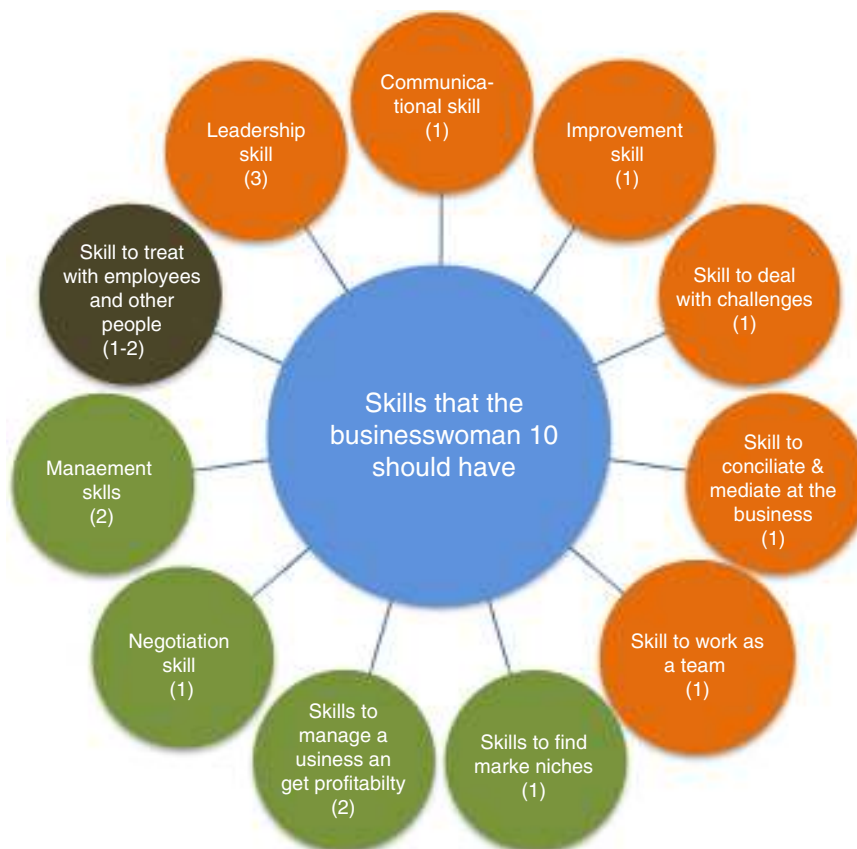 Skills that the
businesswoman 10
should have
Communica-
tional skill
(1)
Improvement
skill
(1)
Skill to deal
with challenges
(1)
Skill to
conciliate &
mediate at the
business
(1)
Skill to work as
a team
(1)
Skills to find
marke niches
(1)
Skills to
manage a
usiness an
get profitabilty
(2)
Negotiation
skill
(1)
Manaement
sklls
(2)
Skill to treat
with employees
and other
people
(1-2)
Leadership
skill
(3)